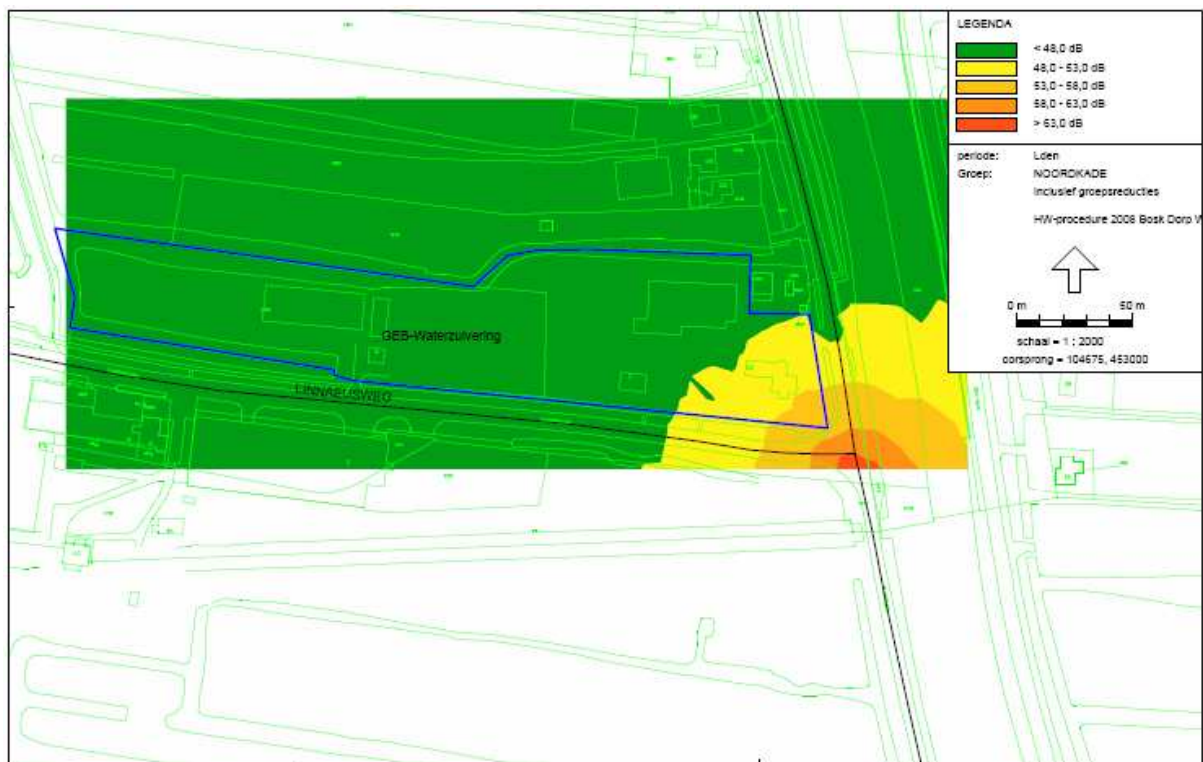 LEGENDA
< 48,0 dB
48,0 - 53,0 dB
53,0 - 58,0 dB
58,0 - 63,0 dB
> 63,0 dB
periode: Lden
Groep: NOORDKADE
Inclusief groepsreducties
HW-procedure 2008 Bosk Dorp W
0 m 50 m
schaal = 1 : 2000
oorsprong = 104675, 453000
GEB-Waterzuivering
LINNAEUSWEG